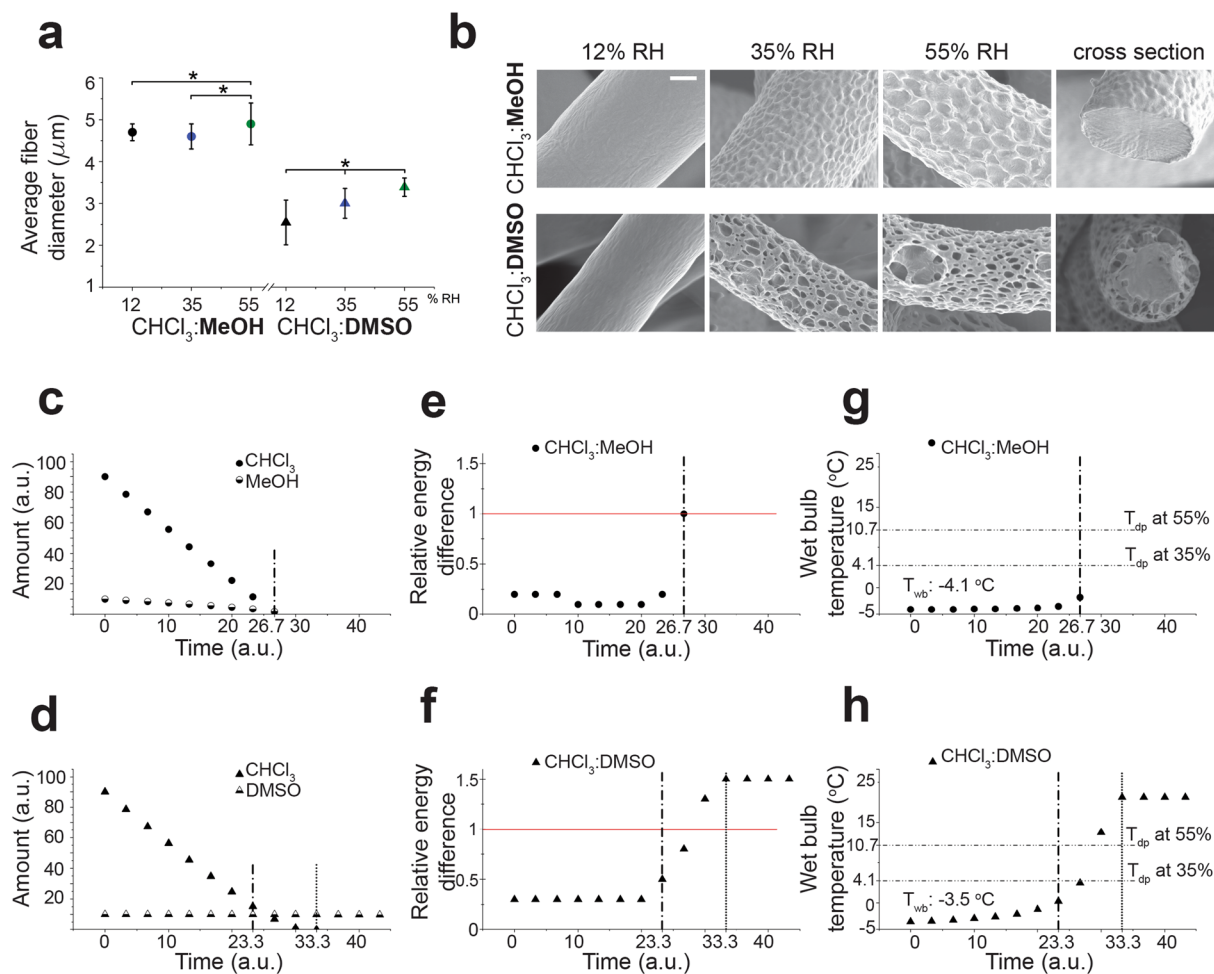 a
Average fiber
diameter (µm)
6
5
4
3
2
1
*
*
*
12 35 55 12 35 55 % RH
CHCl₃:MeOH CHCl₃:DMSO
b
12% RH 35% RH 55% RH cross section
CHCl₃:MeOH
CHCl₃:DMSO
c
Amount (a.u.)
100
80
60
40
20
CHCl₃
MeOH
0 10 20 26.7 30 40
Time (a.u.)
e
Relative energy
difference
CHCl₃:MeOH
1.5
1
0.5
0
0 10 20 26.7 30 40
Time (a.u.)
g
Wet bulb
temperature (°C)
CHCl₃:MeOH
25
15
10.7
4.1
0
-5
T_dp at 55%
T_dp at 35%
T_wb: -4.1 °C
0 10 20 26.7 30 40
Time (a.u.)
d
Amount (a.u.)
100
80
60
40
20
CHCl₃
DMSO
0 10 23.3 33.3 40
Time (a.u.)
f
Relative energy
difference
CHCl₃:DMSO
1.5
1
0.5
0
0 10 23.3 33.3 40
Time (a.u.)
h
Wet bulb
temperature (°C)
CHCl₃:DMSO
25
15
10.7
4.1
0
-5
T_dp at 55%
T_dp at 35%
T_wb: -3.5 °C
0 10 23.3 33.3 40
Time (a.u.)